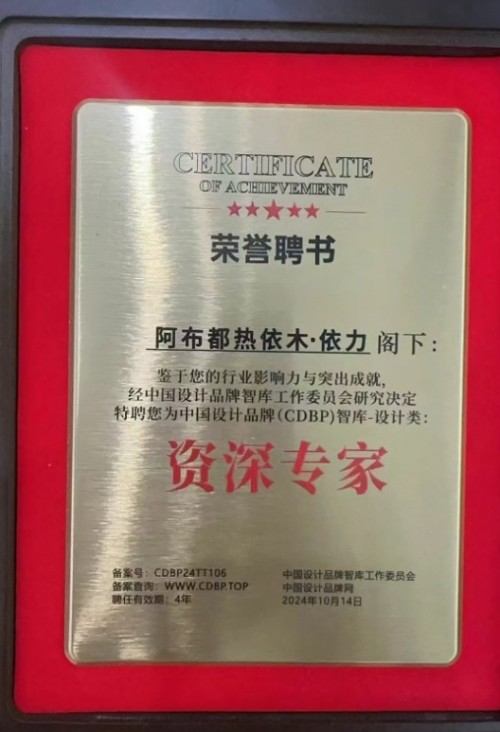 CERTIFICATE
OF ACHIEVEMENT
荣誉聘书
阿布都热依木·依力 阁下：
鉴于您的行业影响力与突出成就，
经中国设计品牌智库工作委员会研究决定
特聘您为中国设计品牌(CDBP)智库-设计类：
资深专家
备案号：CDBP24TT106 中国设计品牌智库工作委员会
备案查询：WWW.CDBP.TOP 中国设计品牌网
聘任有效期：4年 2024年10月14日